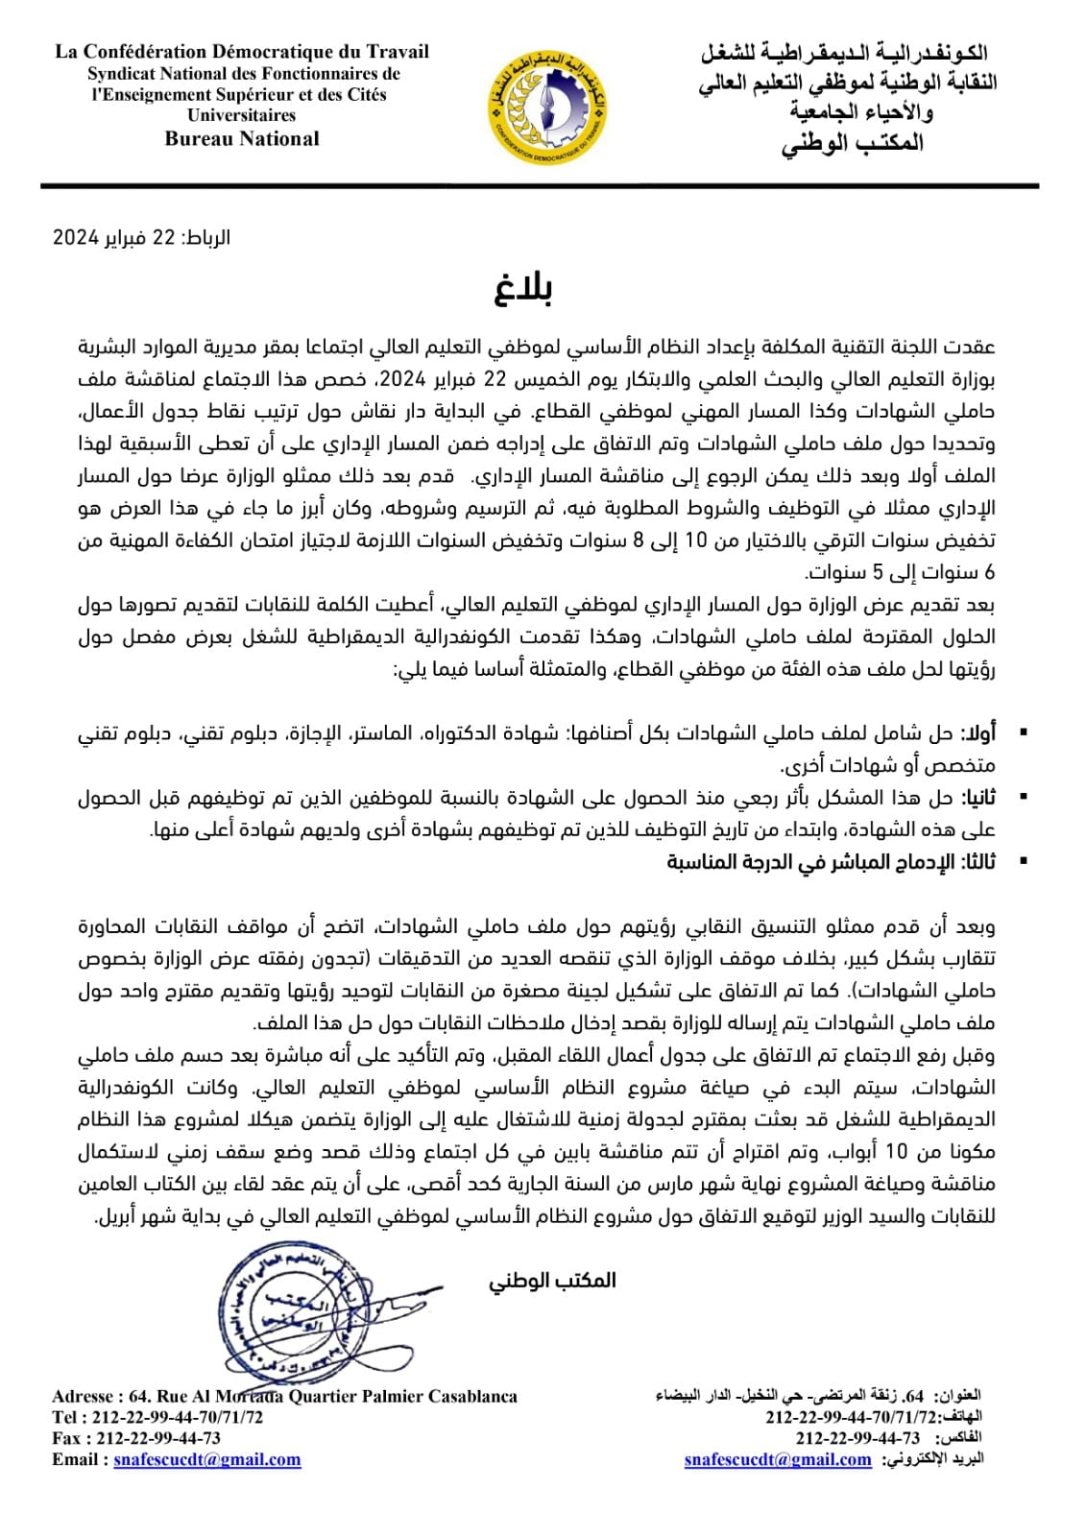 La Confédération Démocratique du Travail
Syndicat National des Fonctionnaires de
l'Enseignement Supérieur et des Cités
Universitaires
Bureau National
الكونفدرالية الديمقراطية للشغل
CONFEDERATION DEMOCRATIQUE DU TRAVAIL
الكونفدرالية الديمقراطية للشغل
النقابة الوطنية لموظفي التعليم العالي
والأحياء الجامعية
المكتب الوطني
الرباط: 22 فبراير 2024
بلاغ
عقدت اللجنة التقنية المكلفة بإعداد النظام الأساسي لموظفي التعليم العالي اجتماعا بمقر مديرية الموارد البشرية
بوزارة التعليم العالي والبحث العلمي والابتكار يوم الخميس 22 فبراير 2024، خصص هذا الاجتماع لمناقشة ملف
حاملي الشهادات وكذا المسار المهني لموظفي القطاع. في البداية دار نقاش حول ترتيب نقاط جدول الأعمال،
وتحديدا حول ملف حاملي الشهادات وتم الاتفاق على إدراجه ضمن المسار الإداري على أن تعطى الأسبقية لهذا
الملف أولا وبعد ذلك يمكن الرجوع إلى مناقشة المسار الإداري. قدم بعد ذلك ممثلو الوزارة عرضا حول المسار
الإداري ممثلا في التوظيف والشروط المطلوبة فيه، ثم الترسيم وشروطه، وكان أبرز ما جاء في هذا العرض هو
تخفيض سنوات الترقي بالاختيار من 10 إلى 8 سنوات وتخفيض السنوات اللازمة لاجتياز امتحان الكفاءة المهنية من
6 سنوات إلى 5 سنوات.
بعد تقديم عرض الوزارة حول المسار الإداري لموظفي التعليم العالي، أعطيت الكلمة للنقابات لتقديم تصورها حول
الحلول المقترحة لملف حاملي الشهادات، وهكذا تقدمت الكونفدرالية الديمقراطية للشغل بعرض مفصل حول
رؤيتها لحل ملف هذه الفئة من موظفي القطاع، والمتمثلة أساسا فيما يلي:
▪ أولا: حل شامل لملف حاملي الشهادات بكل أصنافها: شهادة الدكتوراه، الماستر، الإجازة، دبلوم تقني، دبلوم تقني
متخصص أو شهادات أخرى.
▪ ثانيا: حل هذا المشكل بأثر رجعي منذ الحصول على الشهادة بالنسبة للموظفين الذين تم توظيفهم قبل الحصول
على هذه الشهادة، وابتداء من تاريخ التوظيف للذين تم توظيفهم بشهادة أخرى ولديهم شهادة أعلى منها.
▪ ثالثا: الإدماج المباشر في الدرجة المناسبة
وبعد أن قدم ممثلو التنسيق النقابي رؤيتهم حول ملف حاملي الشهادات، اتضح أن مواقف النقابات المحاورة
تتقارب بشكل كبير، بخلاف موقف الوزارة الذي تنقصه العديد من التدقيقات (تجدون رفقته عرض الوزارة بخصوص
حاملي الشهادات). كما تم الاتفاق على تشكيل لجينة مصغرة من النقابات لتوحيد رؤيتها وتقديم مقترح واحد حول
ملف حاملي الشهادات يتم إرساله للوزارة بقصد إدخال ملاحظات النقابات حول حل هذا الملف.
وقبل رفع الاجتماع تم الاتفاق على جدول أعمال اللقاء المقبل، وتم التأكيد على أنه مباشرة بعد حسم ملف حاملي
الشهادات، سيتم البدء في صياغة مشروع النظام الأساسي لموظفي التعليم العالي. وكانت الكونفدرالية
الديمقراطية للشغل قد بعثت بمقترح لجدولة زمنية للاشتغال عليه إلى الوزارة يتضمن هيكلا لمشروع هذا النظام
مكونا من 10 أبواب، وتم اقتراح أن تتم مناقشة بابين في كل اجتماع وذلك قصد وضع سقف زمني لاستكمال
مناقشة وصياغة المشروع نهاية شهر مارس من السنة الجارية كحد أقصى، على أن يتم عقد لقاء بين الكتاب العامين
للنقابات والسيد الوزير لتوقيع الاتفاق حول مشروع النظام الأساسي لموظفي التعليم العالي في بداية شهر أبريل.
المكتب الوطني
المكتب
الوطني
Adresse : 64. Rue Al Mortada Quartier Palmier Casablanca
Tel : 212-22-99-44-70/71/72
Fax : 212-22-99-44-73
Email : snafescucdt@gmail.com
العنوان: 64. زنقة المرتضى- حي النخيل- الدار البيضاء
الهاتف:212-22-99-44-70/71/72
الفاكس: 212-22-99-44-73
البريد الإلكتروني: snafescucdt@gmail.com